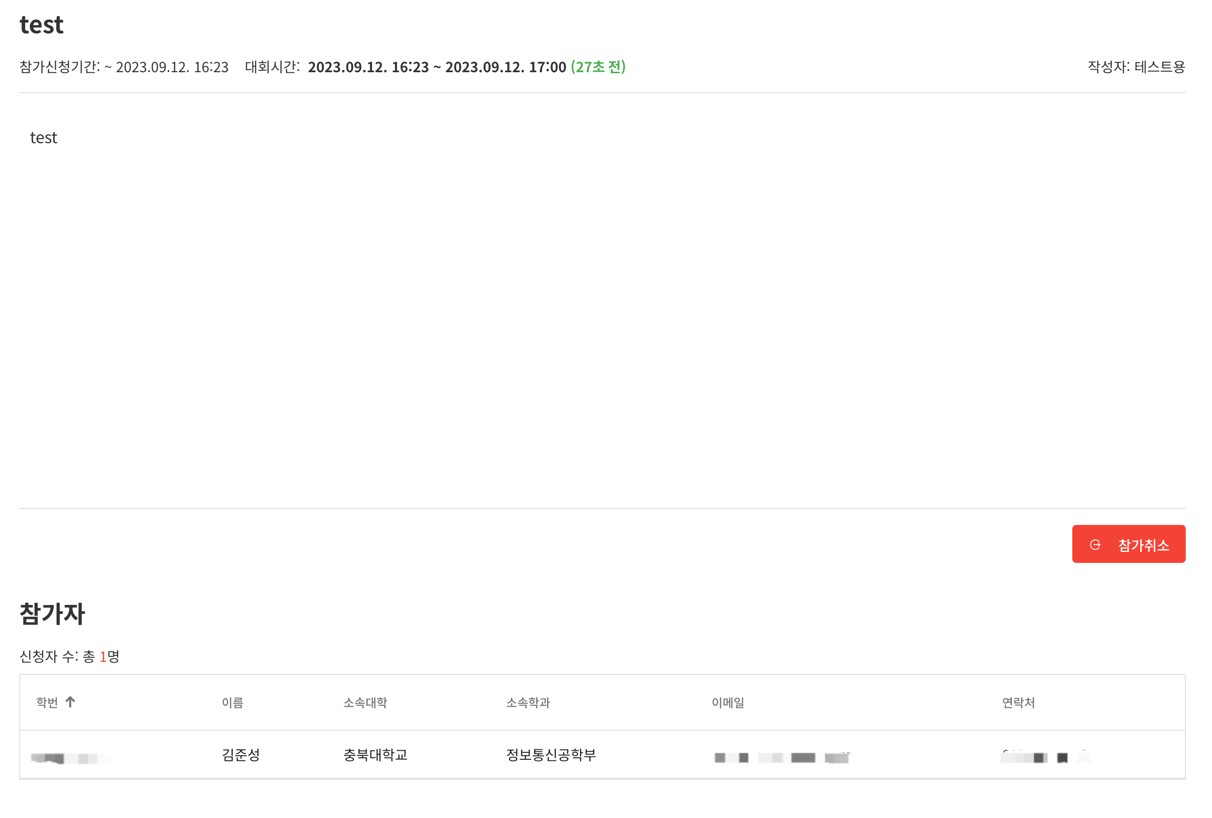 test
참가신청기간: ~ 2023.09.12. 16:23 대회시간: 2023.09.12. 16:23 ~ 2023.09.12. 17:00 (27초 전) 작성자: 테스트용
test
참가취소
참가자
신청자 수: 총 1명
학번 이름 소속대학 소속학과 이메일 연락처
김준성 충북대학교 정보통신공학부